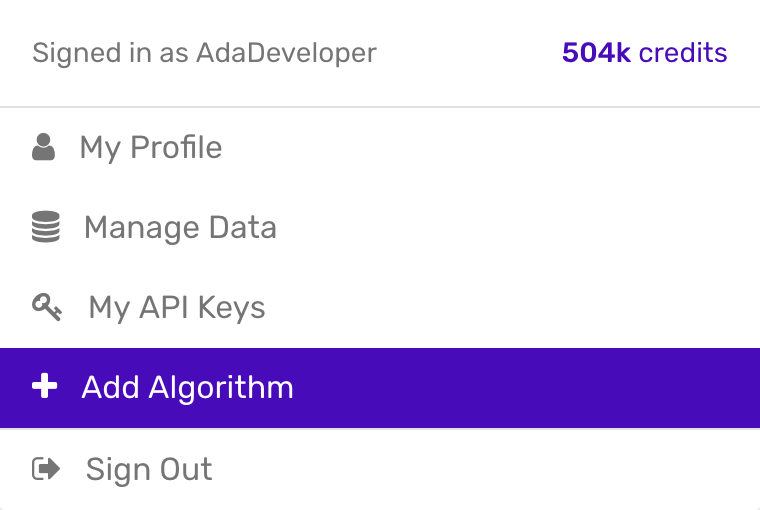 Signed in as AdaDeveloper 504k credits
My Profile
Manage Data
My API Keys
Add Algorithm
Sign Out